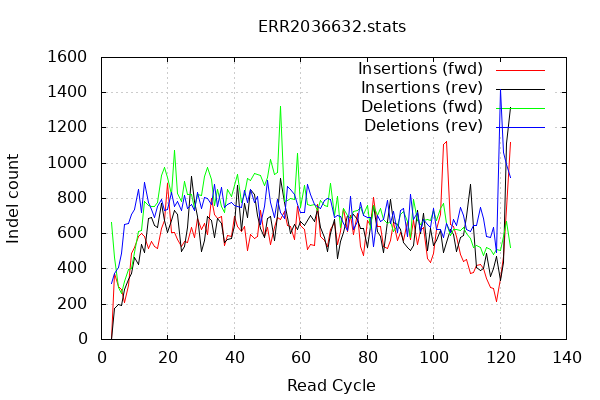 ERR2036632.stats
Indel count
1600
1400
1200
1000
800
600
400
200
0
Insertions (fwd)
Insertions (rev)
Deletions (fwd)
Deletions (rev)
0 20 40 60 80 100 120 140
Read Cycle